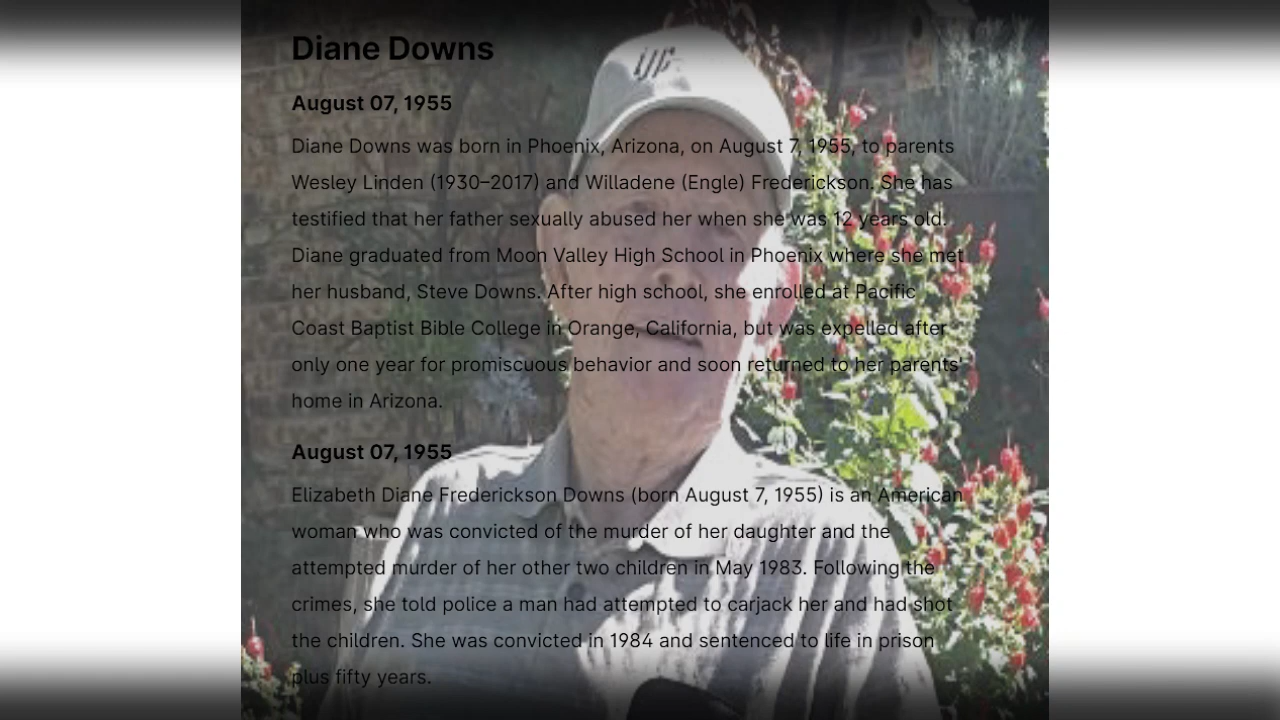 Diane Downs
August 07, 1955
Diane Downs was born in Phoenix, Arizona, on August 7, 1955, to parents
Wesley Linden (1930–2017) and Willadene (Engle) Frederickson. She has
testified that her father sexually abused her when she was 12 years old.
Diane graduated from Moon Valley High School in Phoenix where she met
her husband, Steve Downs. After high school, she enrolled at Pacific
Coast Baptist Bible College in Orange, California, but was expelled after
only one year for promiscuous behavior and soon returned to her parents'
home in Arizona.
August 07, 1955
Elizabeth Diane Frederickson Downs (born August 7, 1955) is an American
woman who was convicted of the murder of her daughter and the
attempted murder of her other two children in May 1983. Following the
crimes, she told police a man had attempted to carjack her and had shot
the children. She was convicted in 1984 and sentenced to life in prison
plus fifty years.